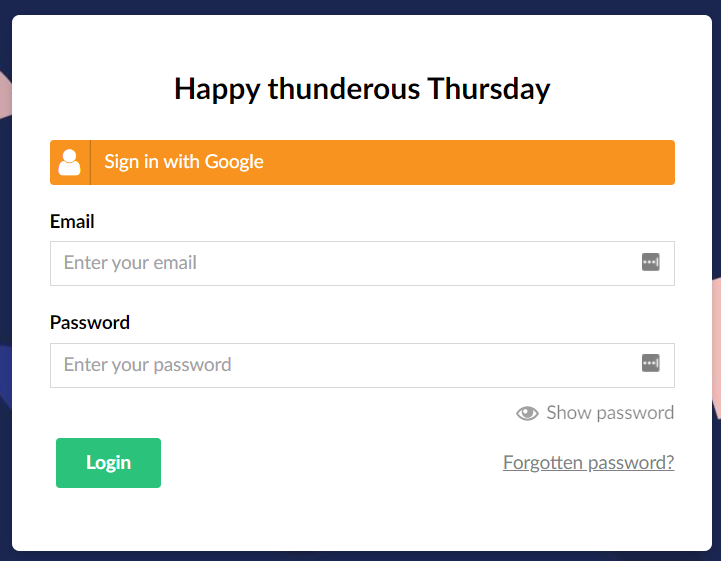 Happy thunderous Thursday
Sign in with Google
Email
Enter your email
Password
Enter your password
Show password
Login
Forgotten password?